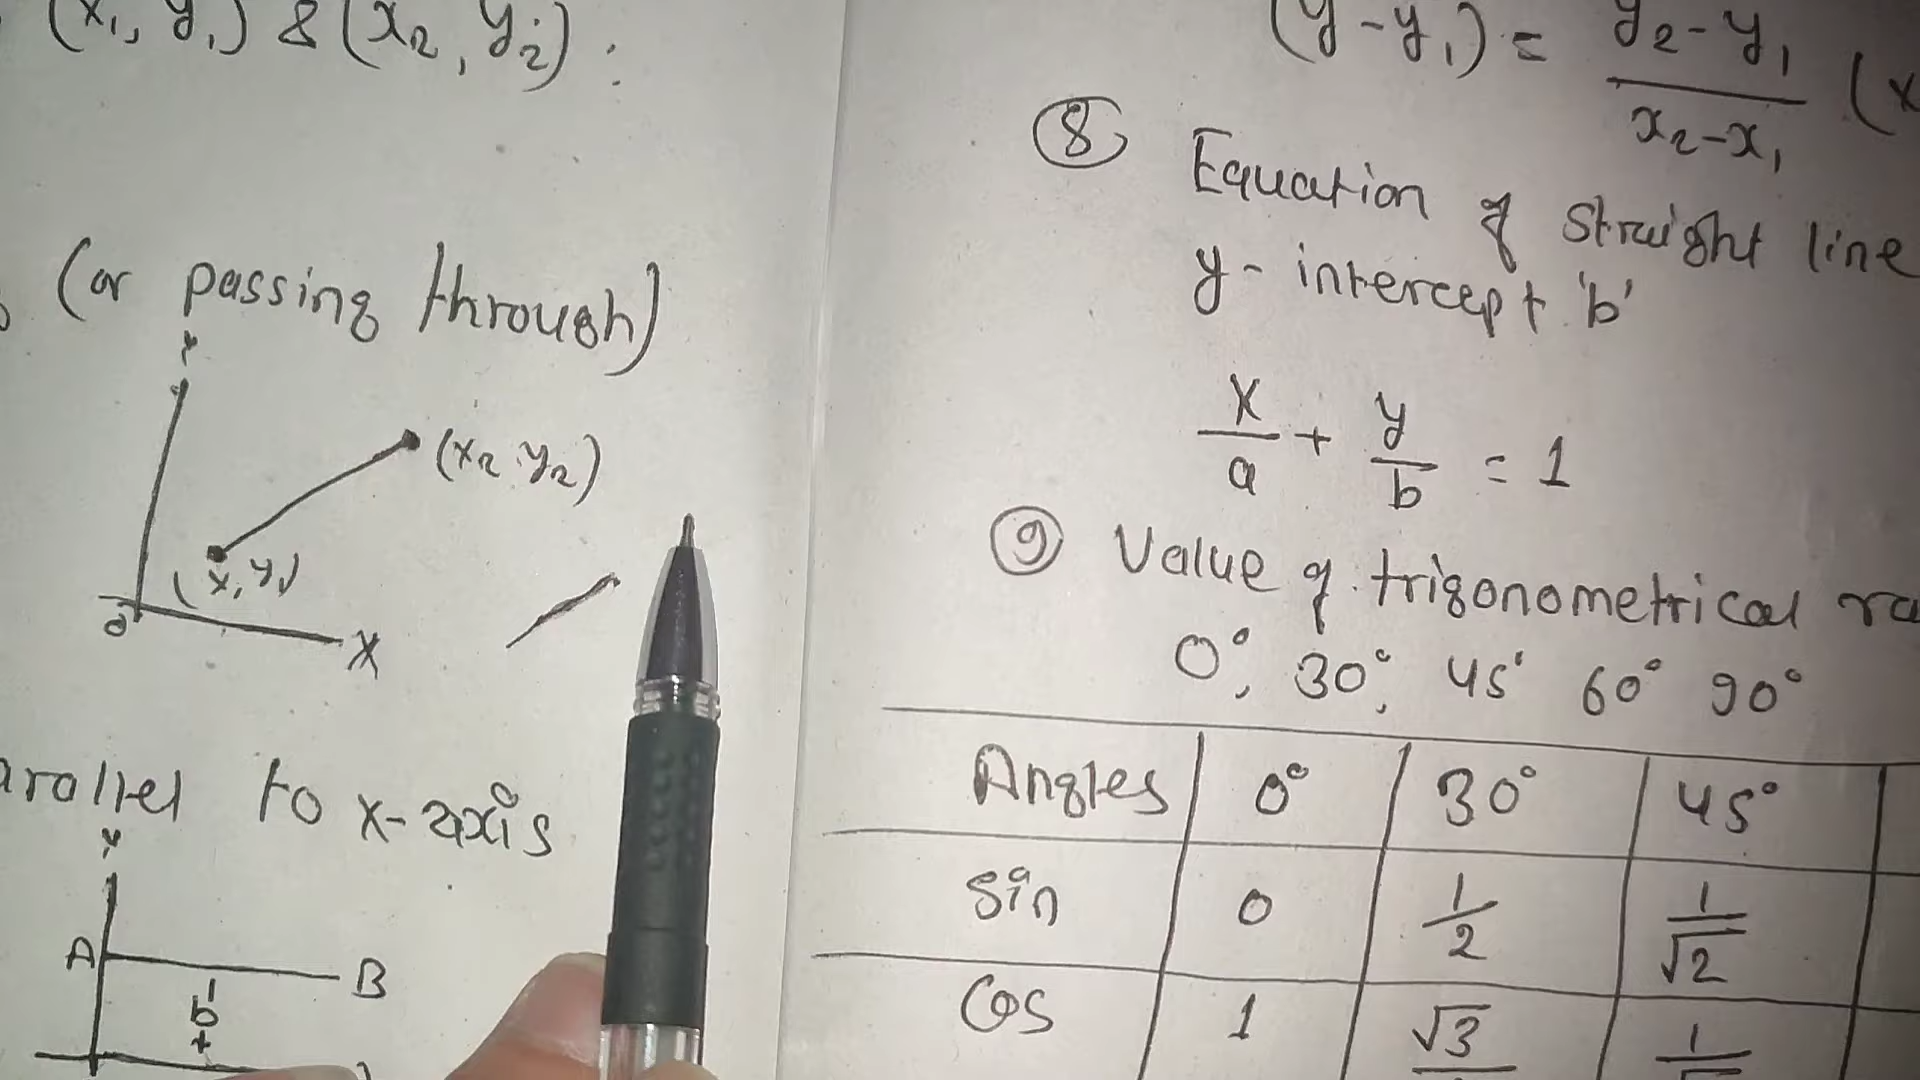 (x₁, y₁) & (x₂, y₂) :
(or passing through)
Y
(x₂ y₂)
(x, y₁)
O
X
parallel to x-axis
Y
A
B
b
(y - y₁) = y₂ - y₁ / x₂ - x₁ (x
⑧ Equation of straight line
y - intercept 'b'
x/a + y/b = 1
⑨ Value of trigonometrical
0°, 30°, 45° 60° 90°
Angles 0° 30° 45°
Sin 0 1/2 1/√2
Cos 1 √3